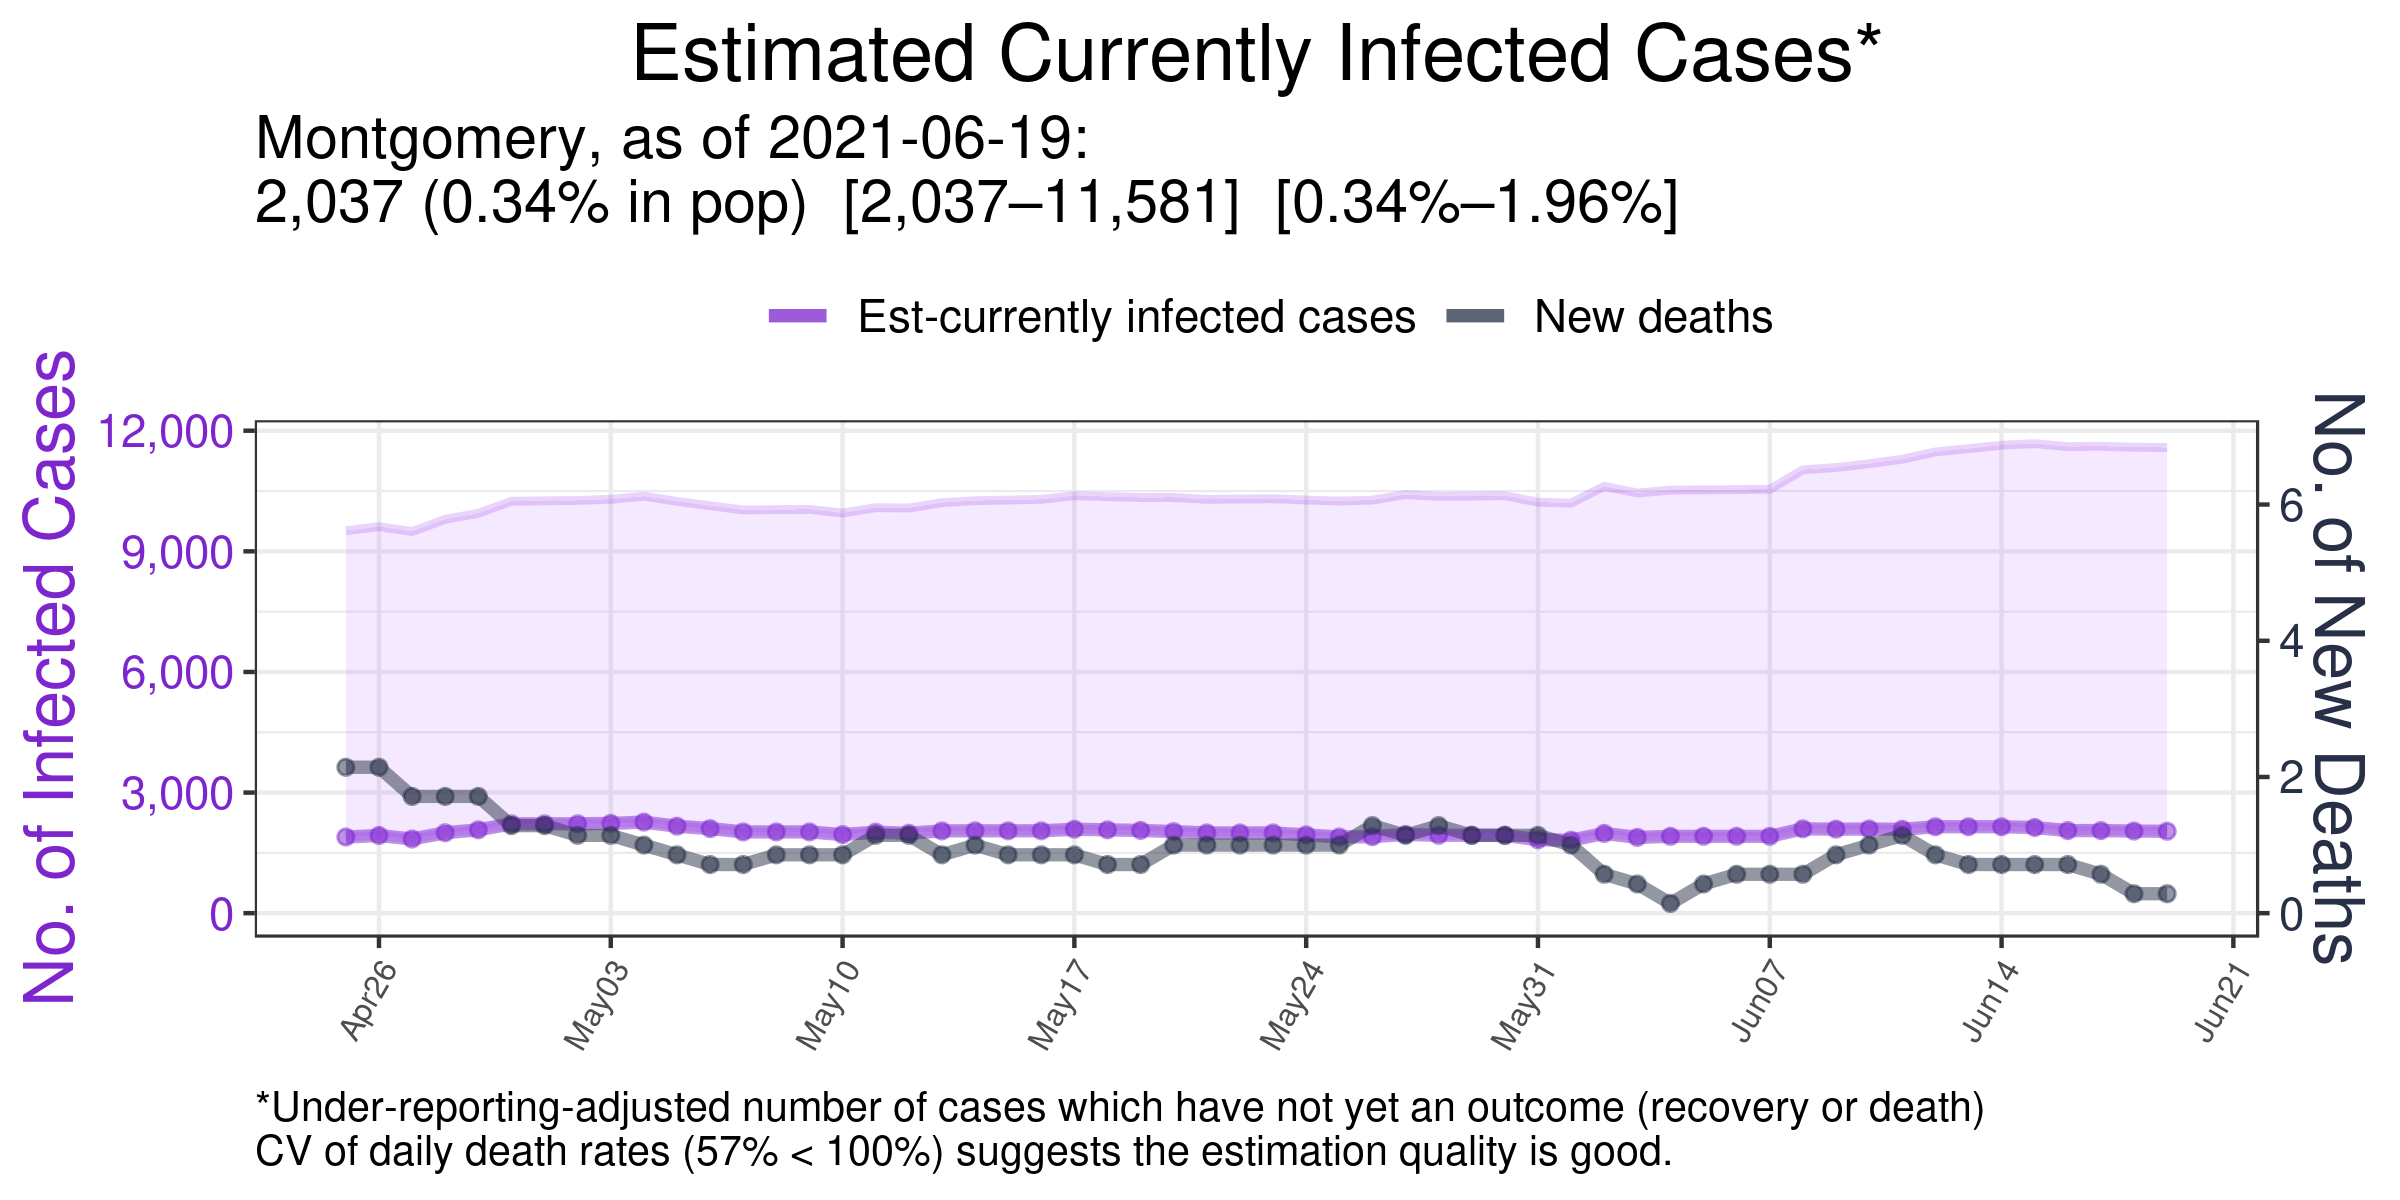 Estimated Currently Infected Cases*
Montgomery, as of 2021-06-19:
2,037 (0.34% in pop)  [2,037–11,581]  [0.34%–1.96%]
Est-currently infected cases
New deaths
No. of Infected Cases
12,000
9,000
6,000
3,000
0
No. of New Deaths
6
4
2
0
Apr26
May03
May10
May17
May24
May31
Jun07
Jun14
Jun21
*Under-reporting-adjusted number of cases which have not yet an outcome (recovery or death)
CV of daily death rates (57% < 100%) suggests the estimation quality is good.